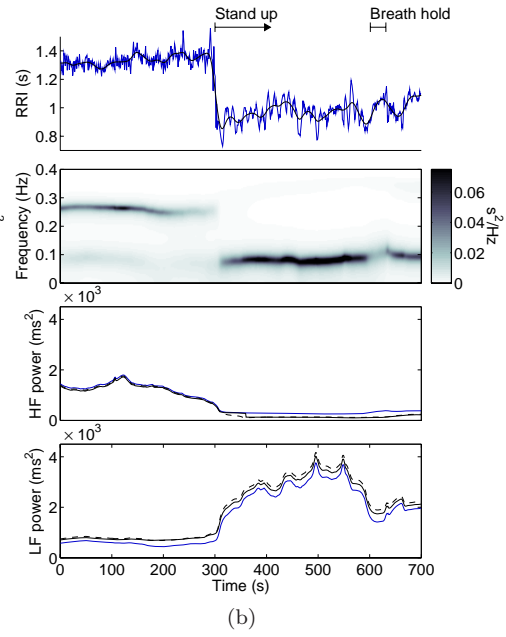 Stand up
Breath hold
RRI (s)
1.4
1.2
1
0.8
Frequency (Hz)
0.4
0.3
0.2
0.1
0
0.06
0.04
0.02
0
s²/Hz
2
× 10³
HF power (ms²)
4
2
0
× 10³
LF power (ms²)
4
2
0
0 100 200 300 400 500 600 700
Time (s)
(b)